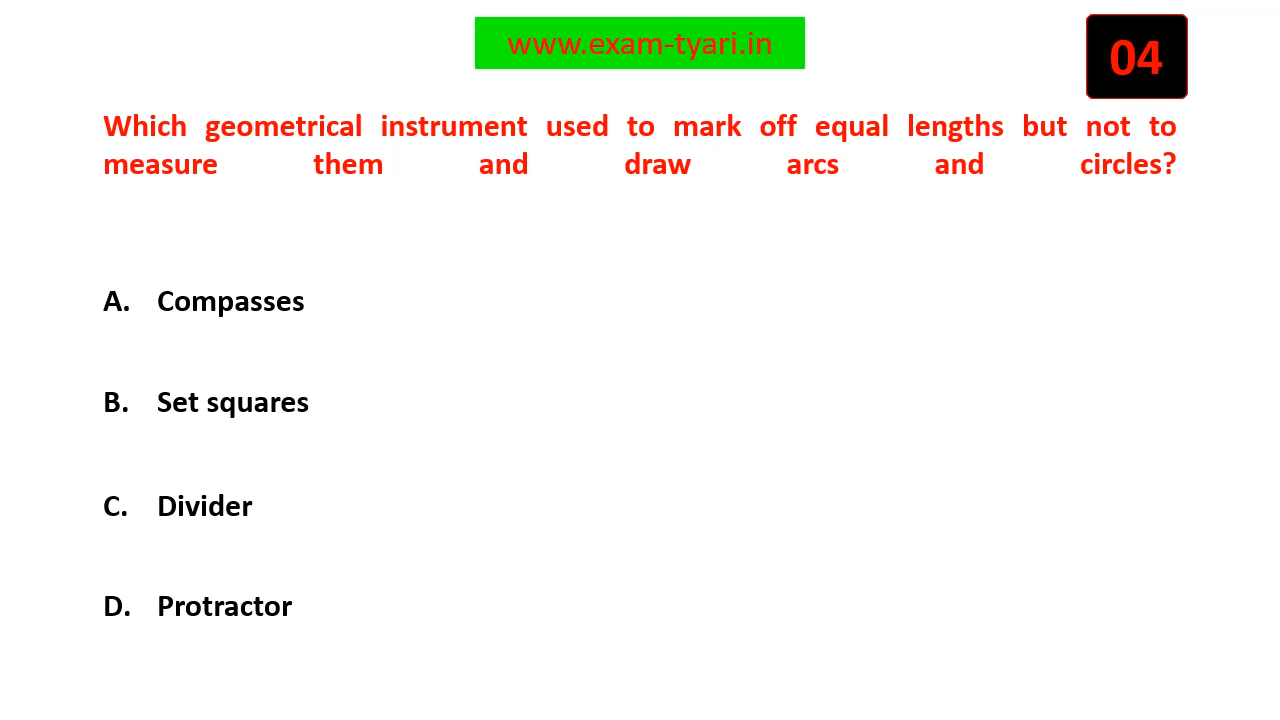 www.exam-tyari.in
04
Which geometrical instrument used to mark off equal lengths but not to
measure them and draw arcs and circles?
A. Compasses
B. Set squares
C. Divider
D. Protractor